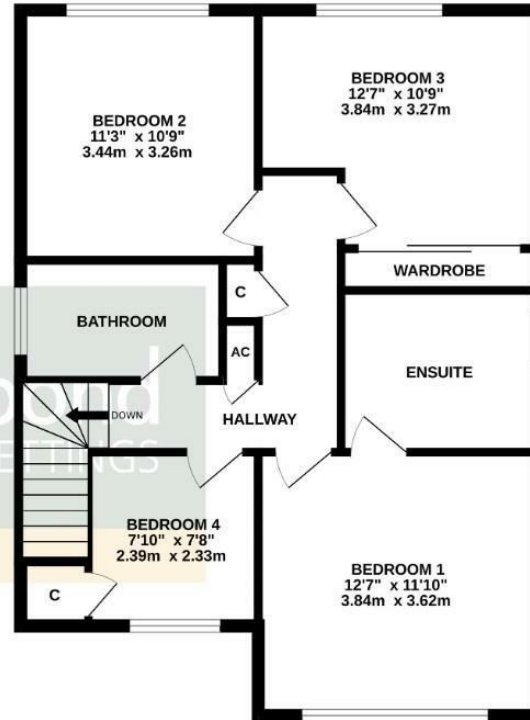 BEDROOM 2
11'3" x 10'9"
3.44m x 3.26m
BEDROOM 3
12'7" x 10'9"
3.84m x 3.27m
WARDROBE
C
BATHROOM
AC
ENSUITE
DOWN
HALLWAY
BEDROOM 4
7'10" x 7'8"
2.39m x 2.33m
C
BEDROOM 1
12'7" x 11'10"
3.84m x 3.62m